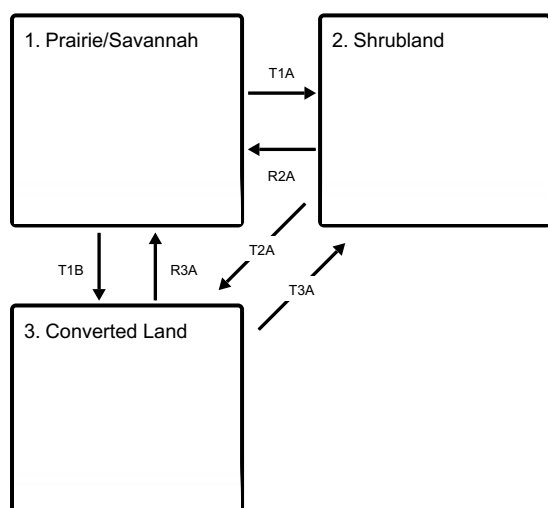 1. Prairie/Savannah
2. Shrubland
T1A
R2A
T2A
T1B
R3A
T3A
3. Converted Land